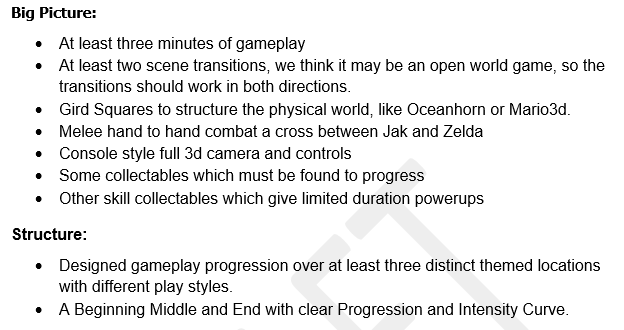 Big Picture:
• At least three minutes of gameplay
• At least two scene transitions, we think it may be an open world game, so the
transitions should work in both directions.
• Gird Squares to structure the physical world, like Oceanhorn or Mario3d.
• Melee hand to hand combat a cross between Jak and Zelda
• Console style full 3d camera and controls
• Some collectables which must be found to progress
• Other skill collectables which give limited duration powerups
Structure:
• Designed gameplay progression over at least three distinct themed locations
with different play styles.
• A Beginning Middle and End with clear Progression and Intensity Curve.